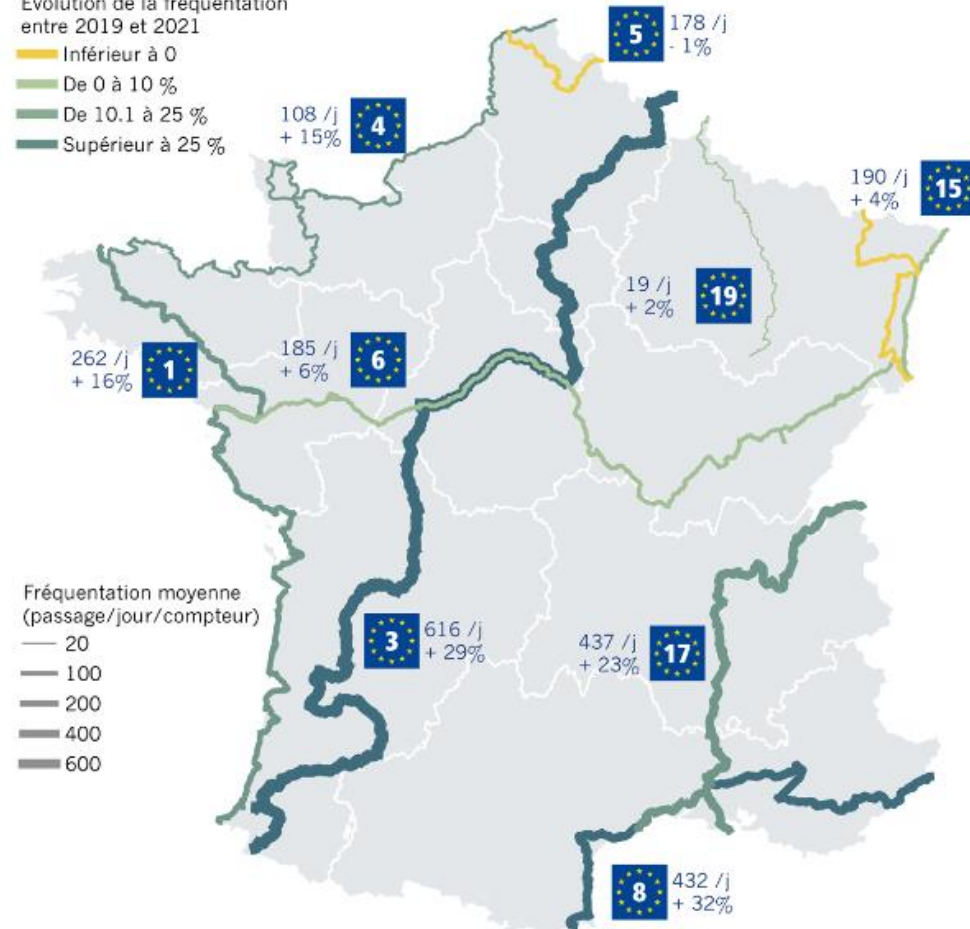 Evolution de la fréquentation
entre 2019 et 2021
Inférieur à 0
De 0 à 10 %
De 10.1 à 25 %
Supérieur à 25 %
5
178 /j
- 1%
108 /j
+ 15%
4
190 /j
+ 4%
15
19 /j
+ 2%
19
262 /j
+ 16%
1
185 /j
+ 6%
6
Fréquentation moyenne
(passage/jour/compteur)
20
100
200
400
600
3
616 /j
+ 29%
437 /j
+ 23%
17
8
432 /j
+ 32%